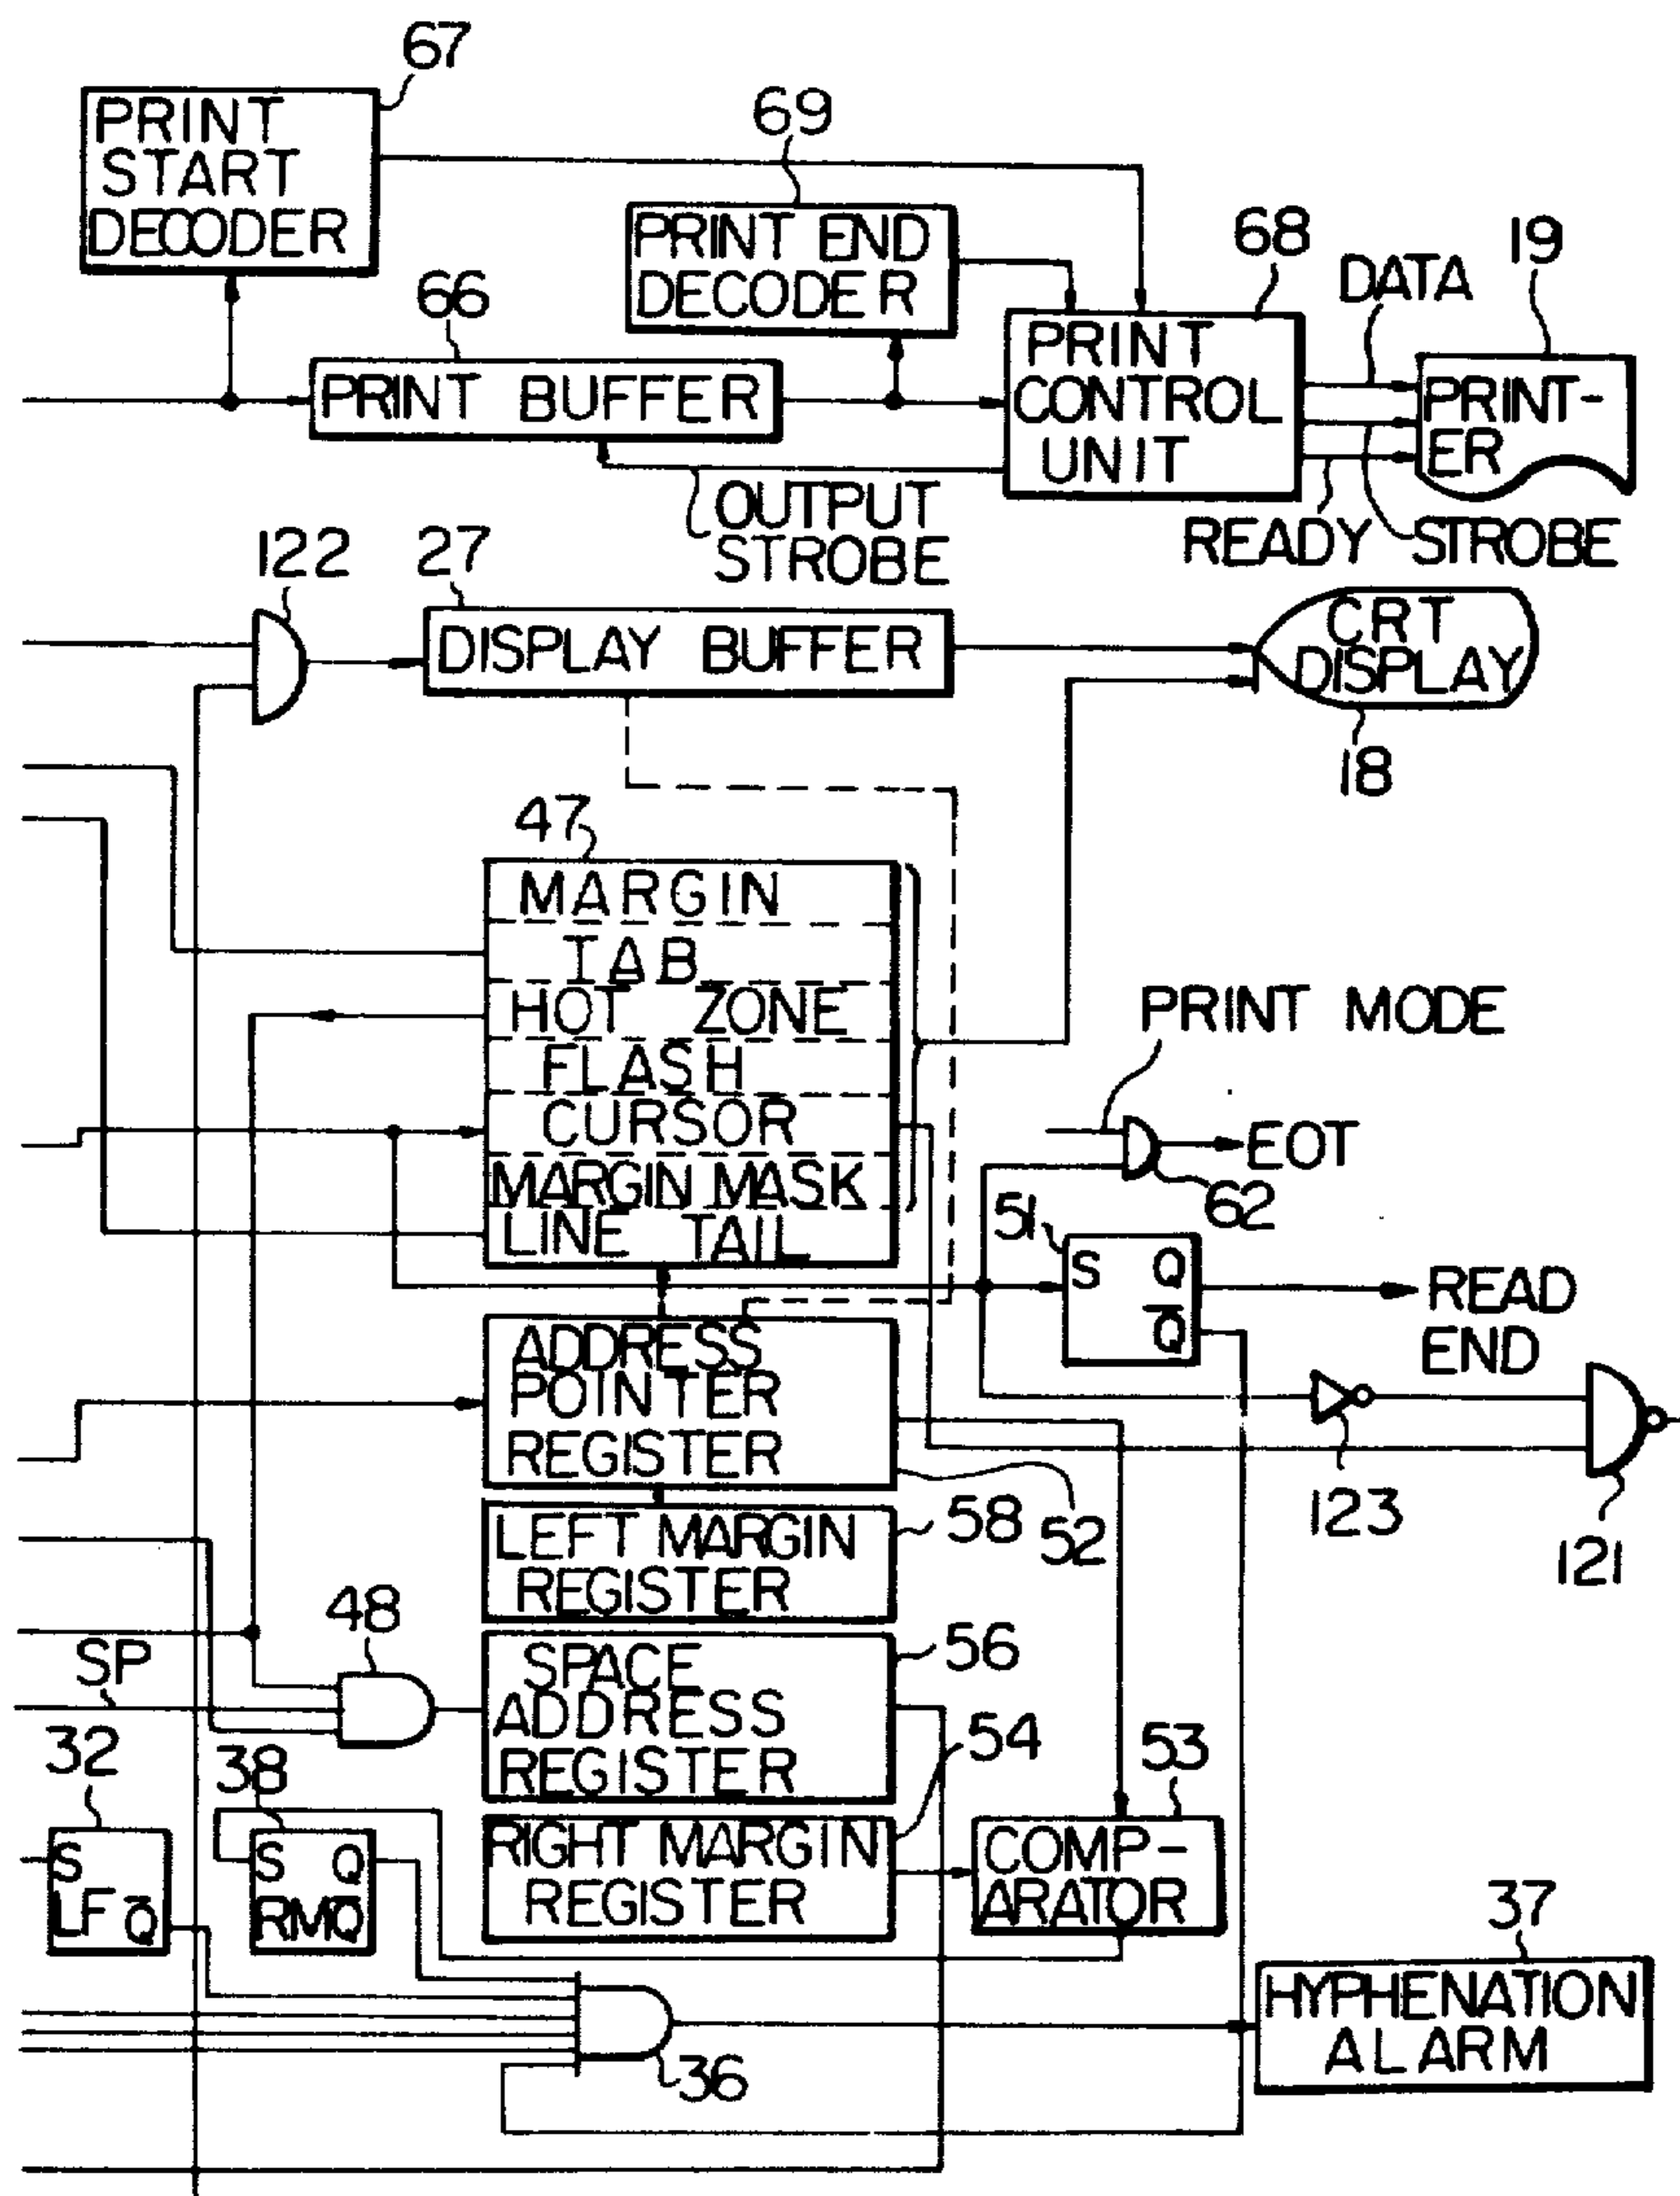 67
PRINT
START
DECODER
69
PRINT END
DECODER
68
DATA
19
66
PRINT BUFFER
PRINT
CONTROL
UNIT
PRINT-
ER
OUTPUT
STROBE
READY
STROBE
122
27
DISPLAY BUFFER
CRT
DISPLAY
18
47
MARGIN
TAB
HOT ZONE
FLASH
CURSOR
MARGIN MASK
LINE TAIL
PRINT MODE
EOT
62
51
S Q
Q̅
READ
END
ADDRESS
POINTER
REGISTER
52
123
121
LEFT MARGIN
REGISTER
58
48
SP
SPACE
ADDRESS
REGISTER
56
54
53
32
S
LF Q̅
38
S Q
RM Q̅
RIGHT MARGIN
REGISTER
COMP-
ARATOR
37
HYPHENATION
ALARM
36